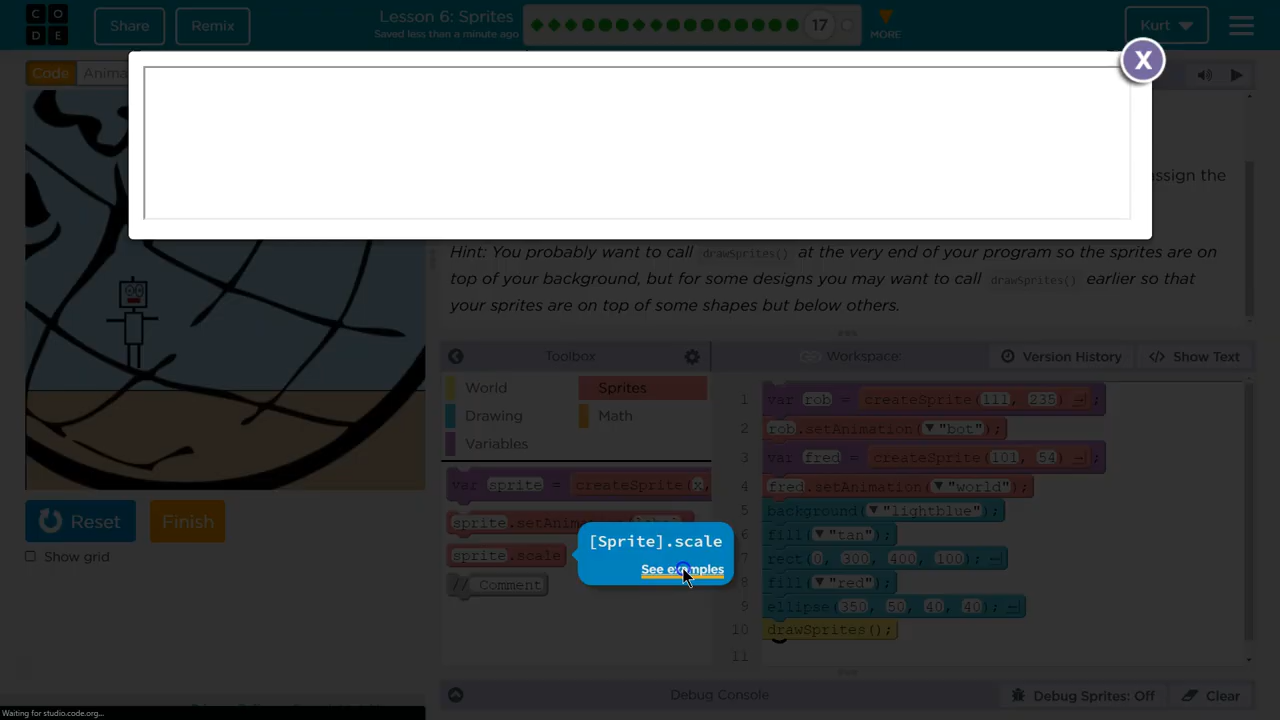 CO
DE
Share
Remix
Lesson 6: Sprites
Saved less than a minute ago
17
MORE
Kurt
X
Code
Anima
assign the
Hint: You probably want to call drawSprites() at the very end of your program so the sprites are on
top of your background, but for some designs you may want to call drawSprites() earlier so that
your sprites are on top of some shapes but below others.
Toolbox
Workspace:
Version History
Show Text
World
Sprites
Drawing
Math
Variables
var sprite = createSprite(x,
sprite.setAnima
sprite.scale
// Comment
[Sprite].scale
See examples
1 var rob = createSprite(111, 235);
2 rob.setAnimation("bot");
3 var fred = createSprite(101, 54);
4 fred.setAnimation("world");
5 background("lightblue");
6 fill("tan");
7 rect(0, 300, 400, 100);
8 fill("red");
9 ellipse(350, 50, 40, 40);
10 drawSprites();
11
Reset
Finish
Show grid
Debug Console
Debug Sprites: Off
Clear
Waiting for studio.code.org...